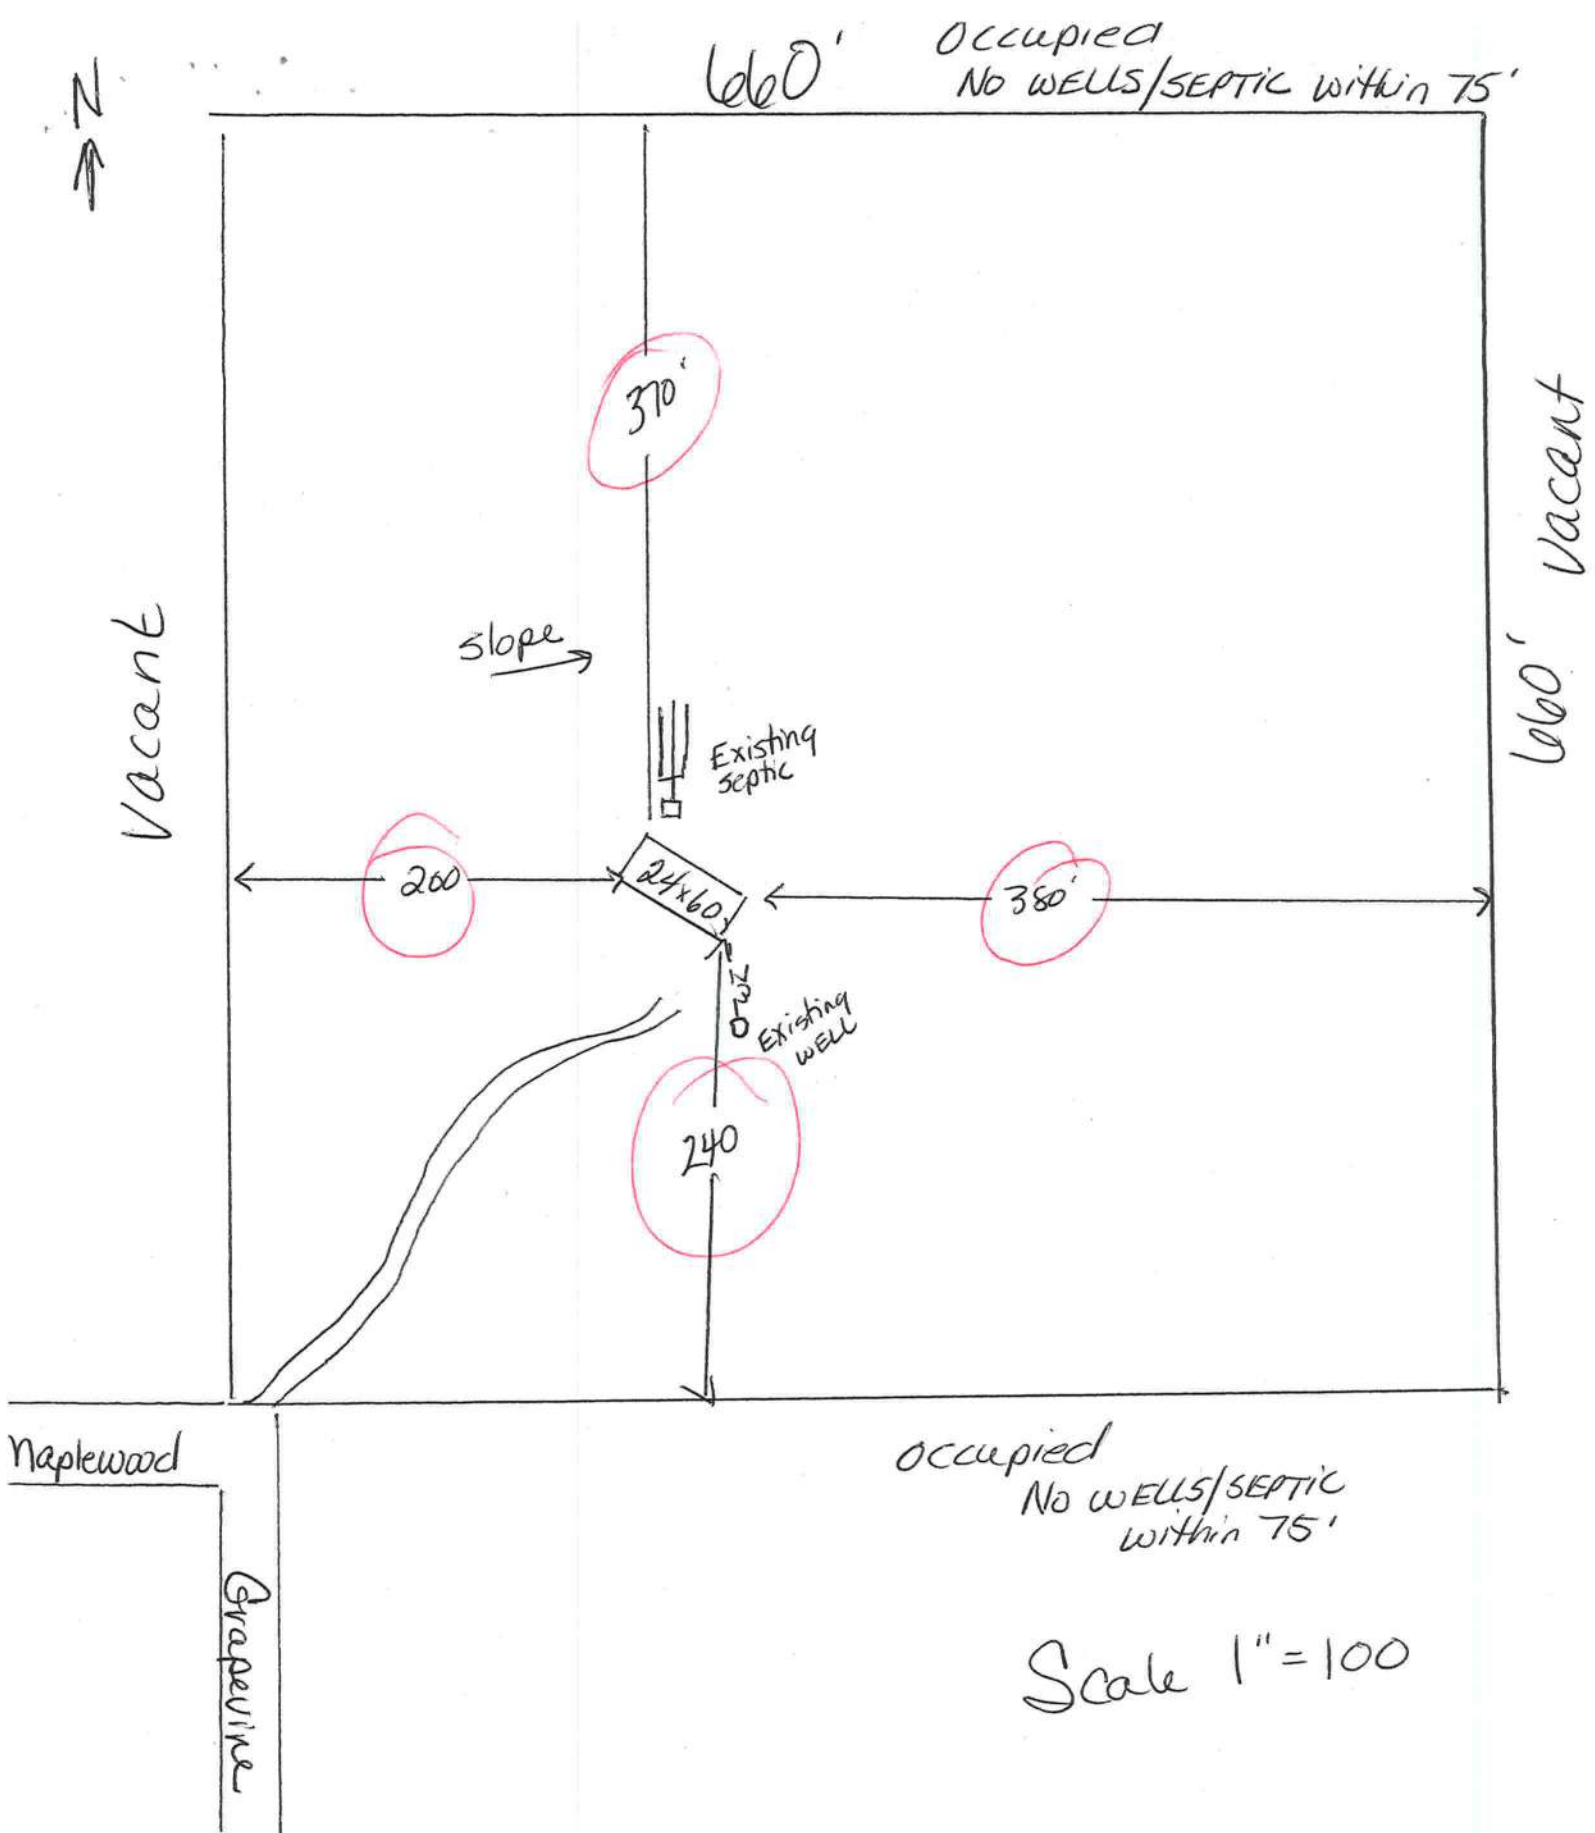 N
660'
Occupied
No WELLS/SEPTIC within 75'
370'
Vacant
660'
Vacant
Slope
Existing
Septic
200
24x60
380'
W
Existing
WELL
240
Maplewood
Occupied
No WELLS/SEPTIC
within 75'
Grapevine
Scale 1"=100